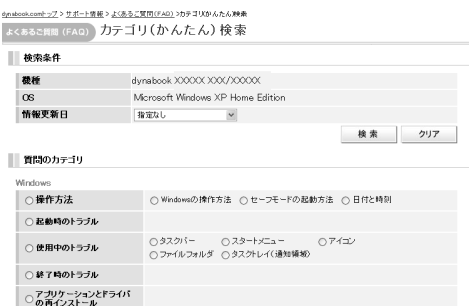 dynabook.comトップ > サポート情報 > よくあるご質問(FAQ) >カテゴリ(かんたん)検索
よくあるご質問 (FAQ) カテゴリ(かんたん)検索
検索条件
機種 dynabook XXXXX XXX/XXXXX
OS Microsoft Windows XP Home Edition
情報更新日 指定なし
検索 クリア
質問のカテゴリ
Windows
操作方法 Windowsの操作方法 セーフモードの起動方法 日付と時刻
起動時のトラブル
使用中のトラブル タスクバー スタートメニュー アイコン
ファイルフォルダ タスクトレイ(通知領域)
終了時のトラブル
アプリケーションとドライバ
の再インストール